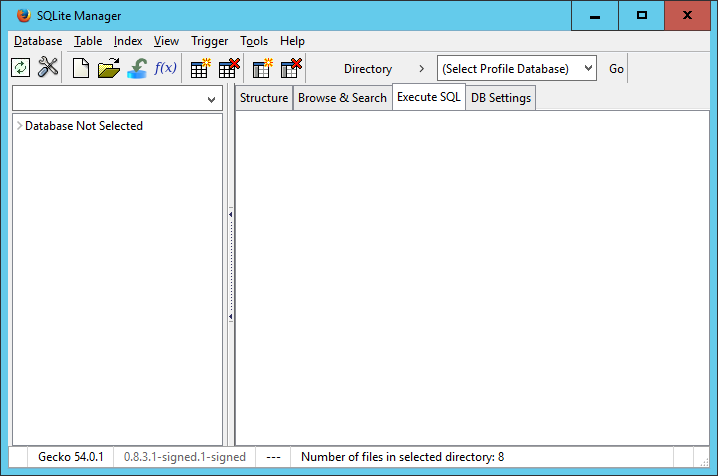 SQLite Manager
Database Table Index View Trigger Tools Help
f(x) Directory > (Select Profile Database) Go
Structure Browse & Search Execute SQL DB Settings
Database Not Selected
Gecko 54.0.1 0.8.3.1-signed.1-signed --- Number of files in selected directory: 8